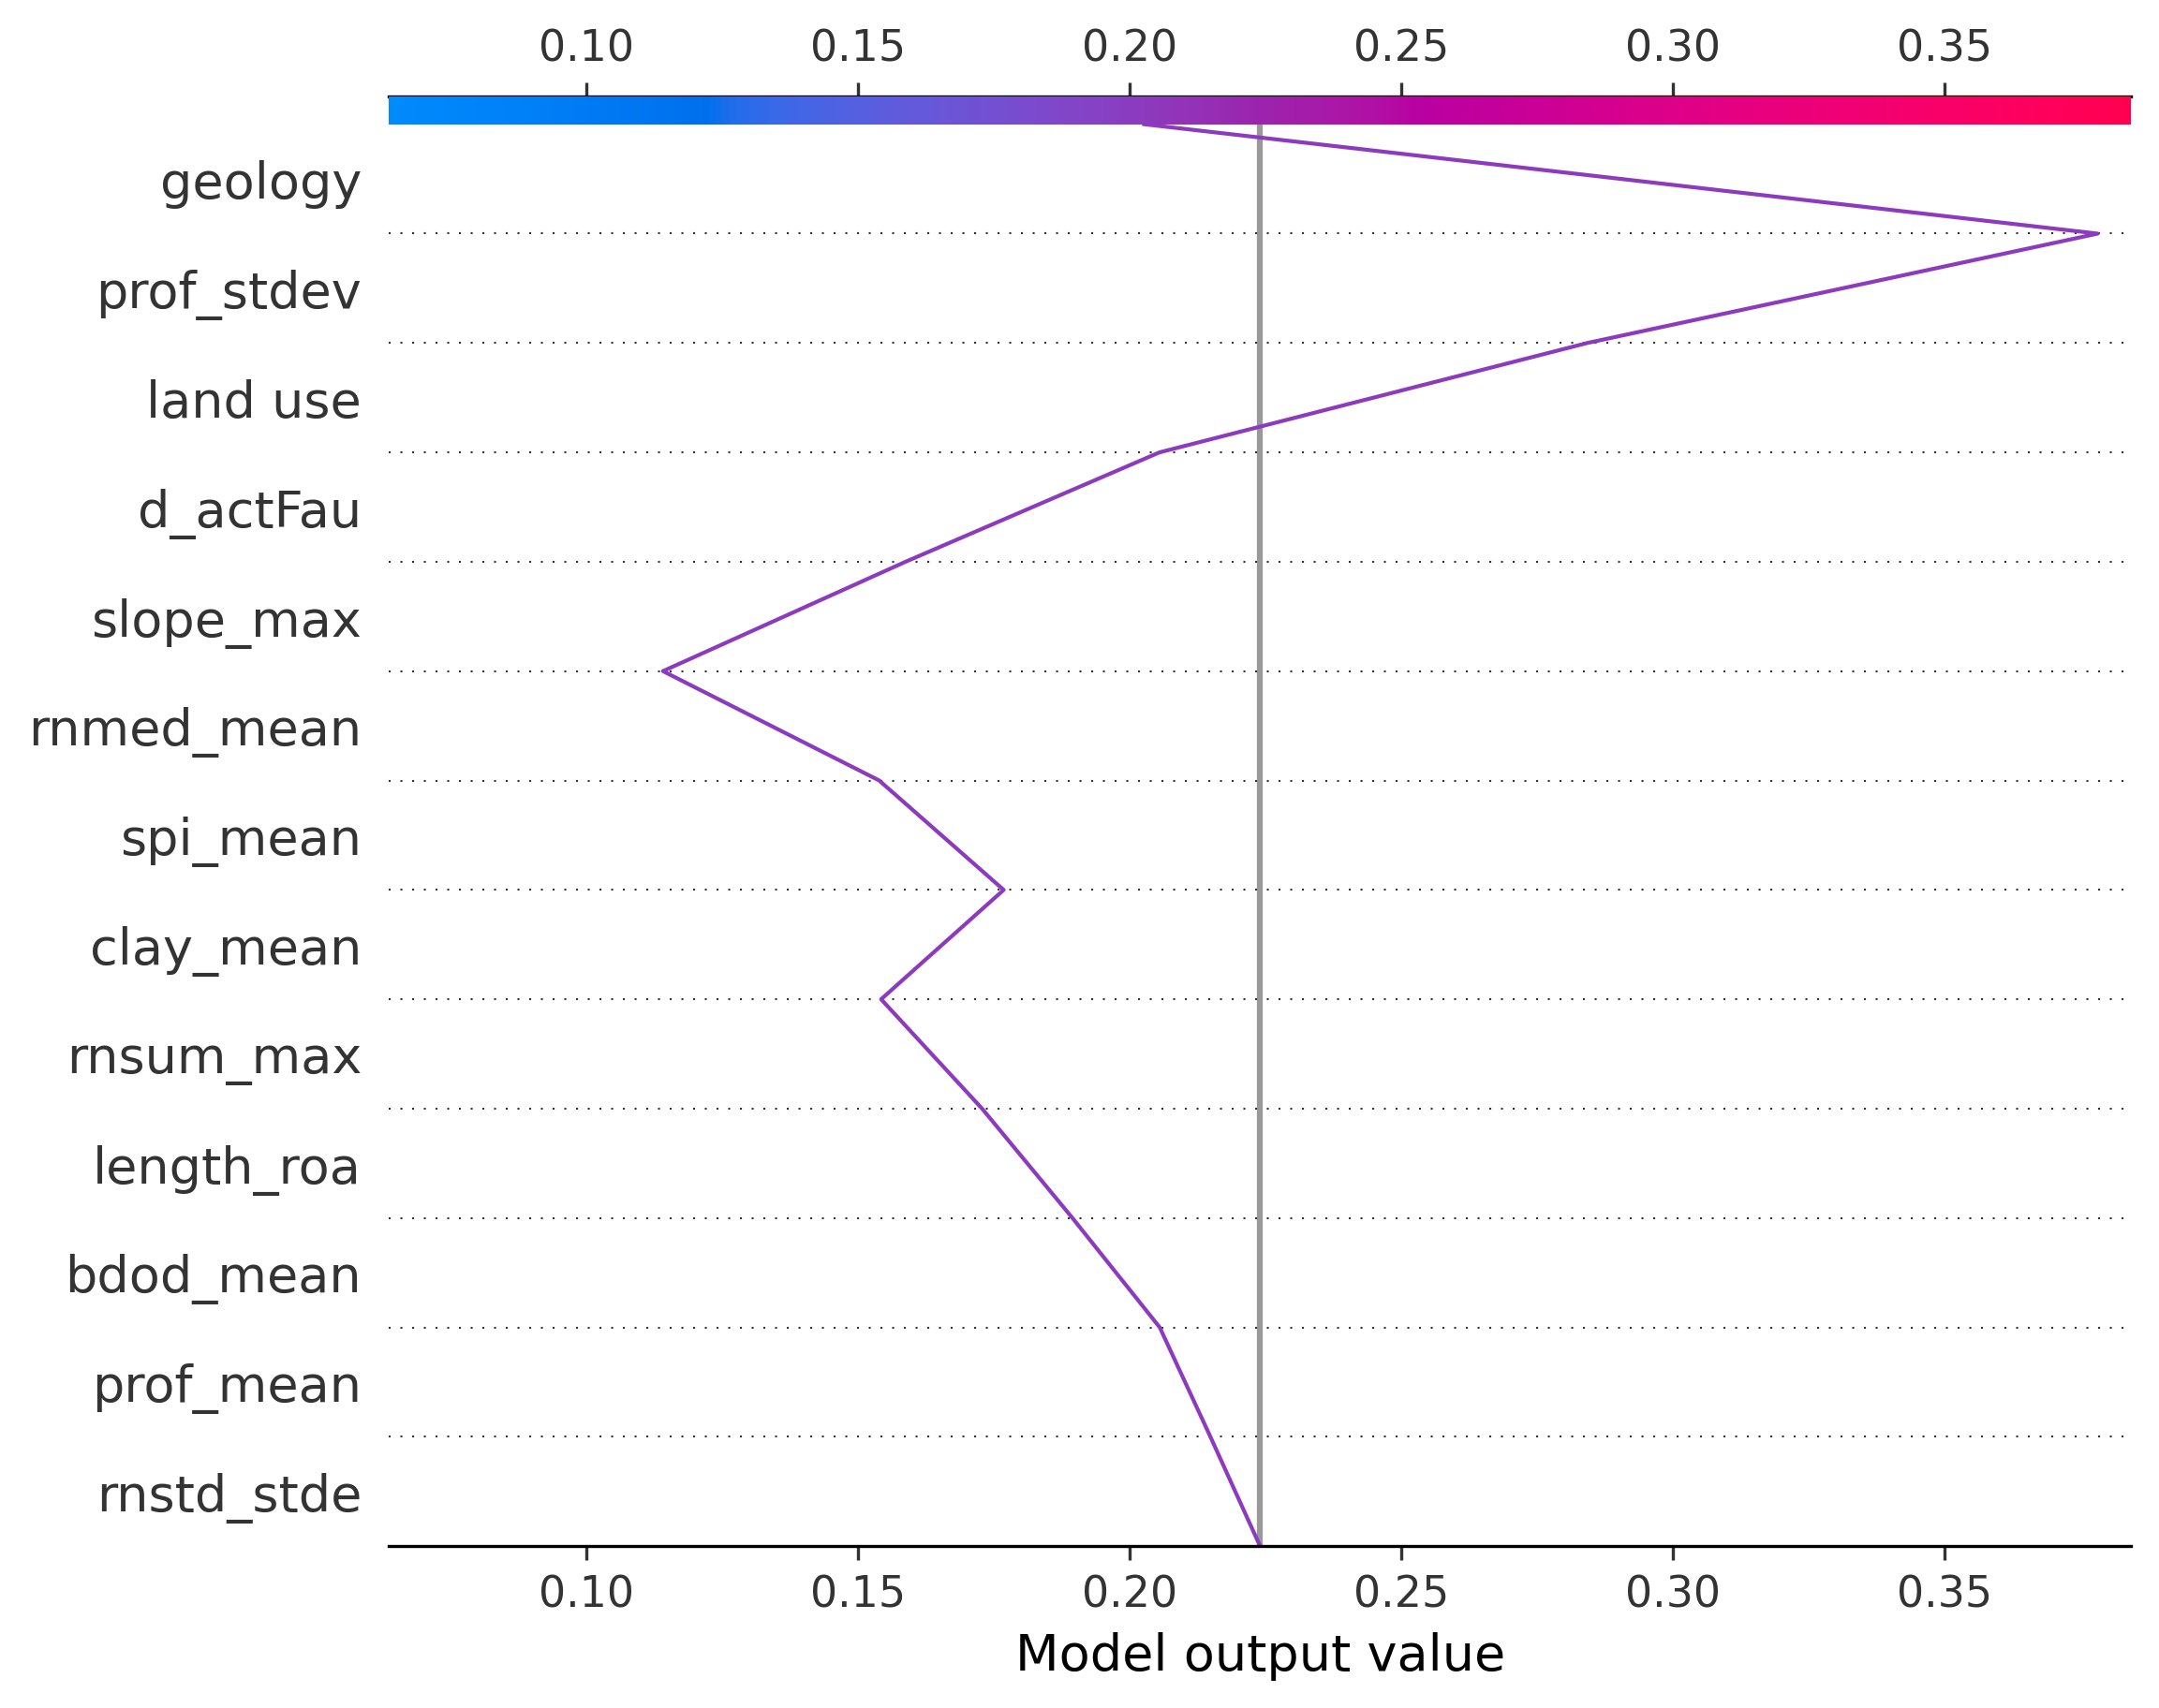 0.10 0.15 0.20 0.25 0.30 0.35
geology
prof_stdev
land use
d_actFau
slope_max
rnmed_mean
spi_mean
clay_mean
rnsum_max
length_roa
bdod_mean
prof_mean
rnstd_stde
0.10 0.15 0.20 0.25 0.30 0.35
Model output value